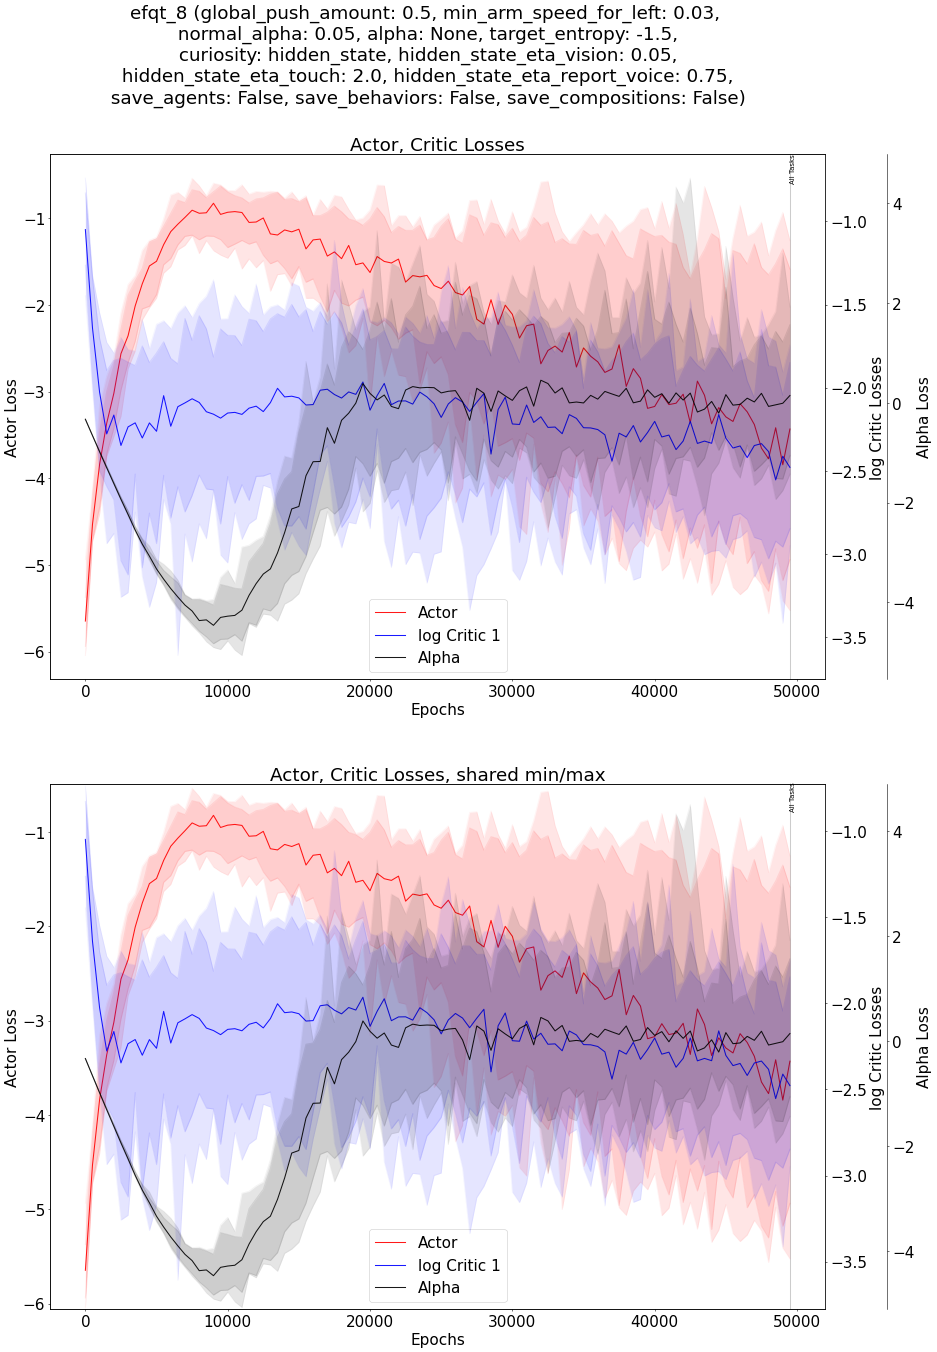 efqt_8 (global_push_amount: 0.5, min_arm_speed_for_left: 0.03,
normal_alpha: 0.05, alpha: None, target_entropy: -1.5,
curiosity: hidden_state, hidden_state_eta_vision: 0.05,
hidden_state_eta_touch: 2.0, hidden_state_eta_report_voice: 0.75,
save_agents: False, save_behaviors: False, save_compositions: False)
Actor, Critic Losses
All Tasks
−1
−2
−3
−4
−5
−6
Actor Loss
−1.0
−1.5
−2.0
−2.5
−3.0
−3.5
log Critic Losses
4
2
0
−2
−4
Alpha Loss
Actor
log Critic 1
Alpha
0 10000 20000 30000 40000 50000
Epochs
Actor, Critic Losses, shared min/max
All Tasks
−1
−2
−3
−4
−5
−6
Actor Loss
−1.0
−1.5
−2.0
−2.5
−3.0
−3.5
log Critic Losses
4
2
0
−2
−4
Alpha Loss
Actor
log Critic 1
Alpha
0 10000 20000 30000 40000 50000
Epochs